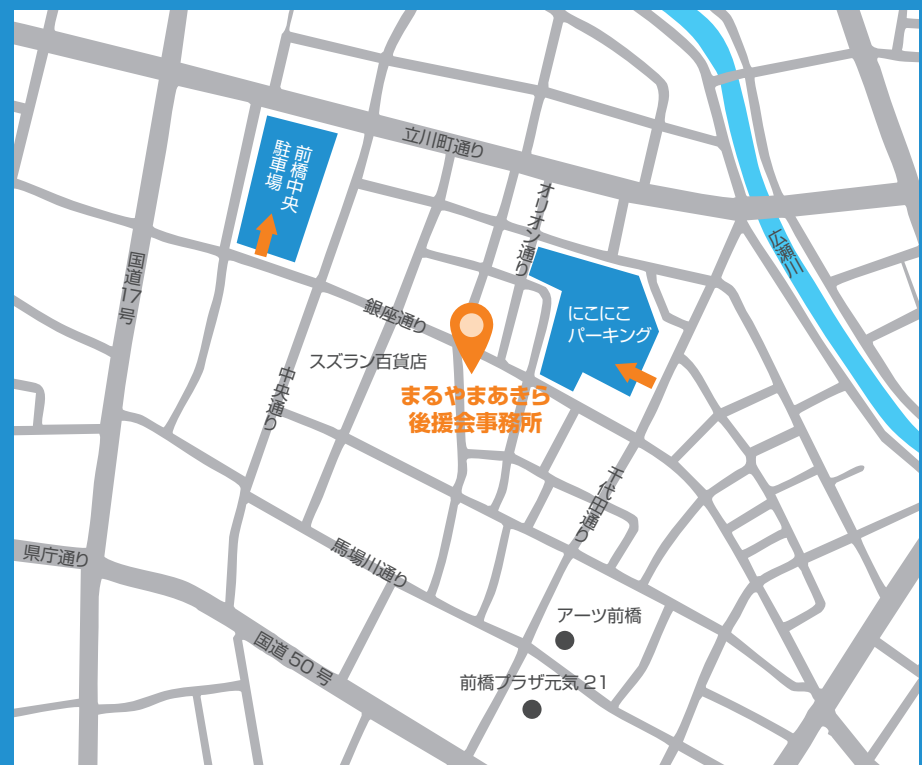 立川町通り
前橋中央
駐車場
オリオン通り
広瀬川
国道17号
銀座通り
にこにこ
パーキング
スズラン百貨店
中央通り
まるやまあきら
後援会事務所
千代田通り
県庁通り
馬場川通り
アーツ前橋
国道 50 号
前橋プラザ元気 21